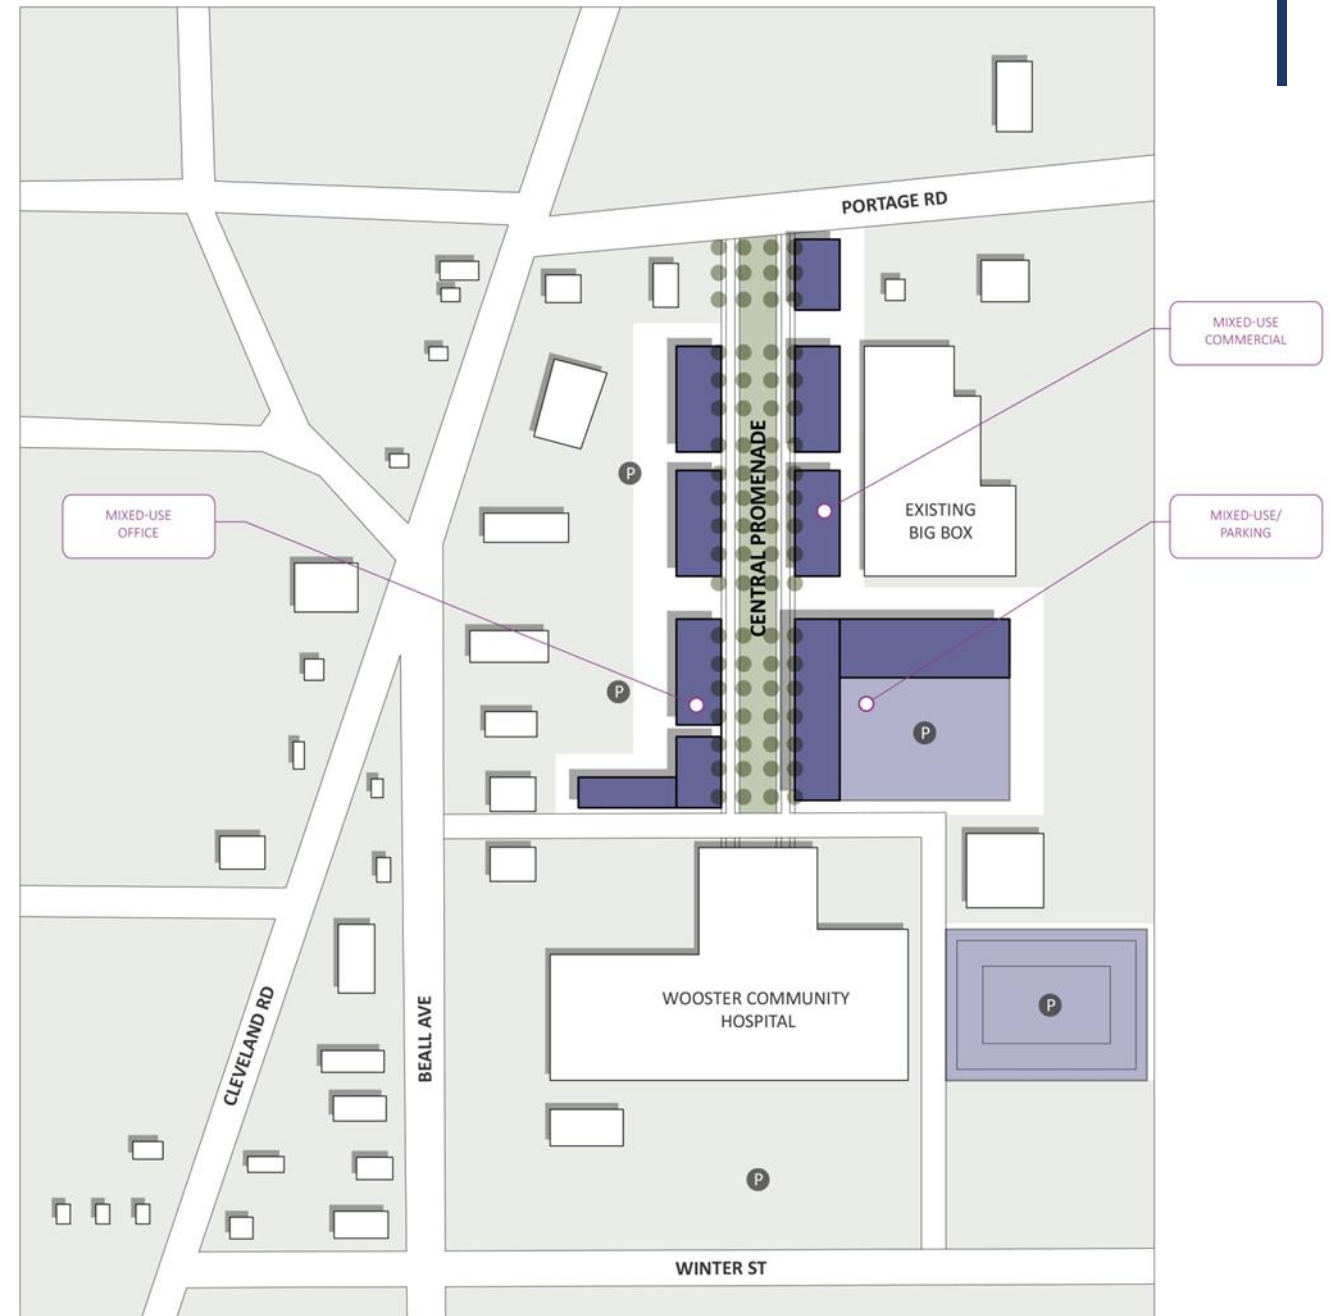 PORTAGE RD
MIXED-USE
COMMERCIAL
CENTRAL PROMENADE
P
MIXED-USE
OFFICE
EXISTING
BIG BOX
MIXED-USE/
PARKING
P
P
WOOSTER COMMUNITY
HOSPITAL
P
CLEVELAND RD
BEALL AVE
P
WINTER ST